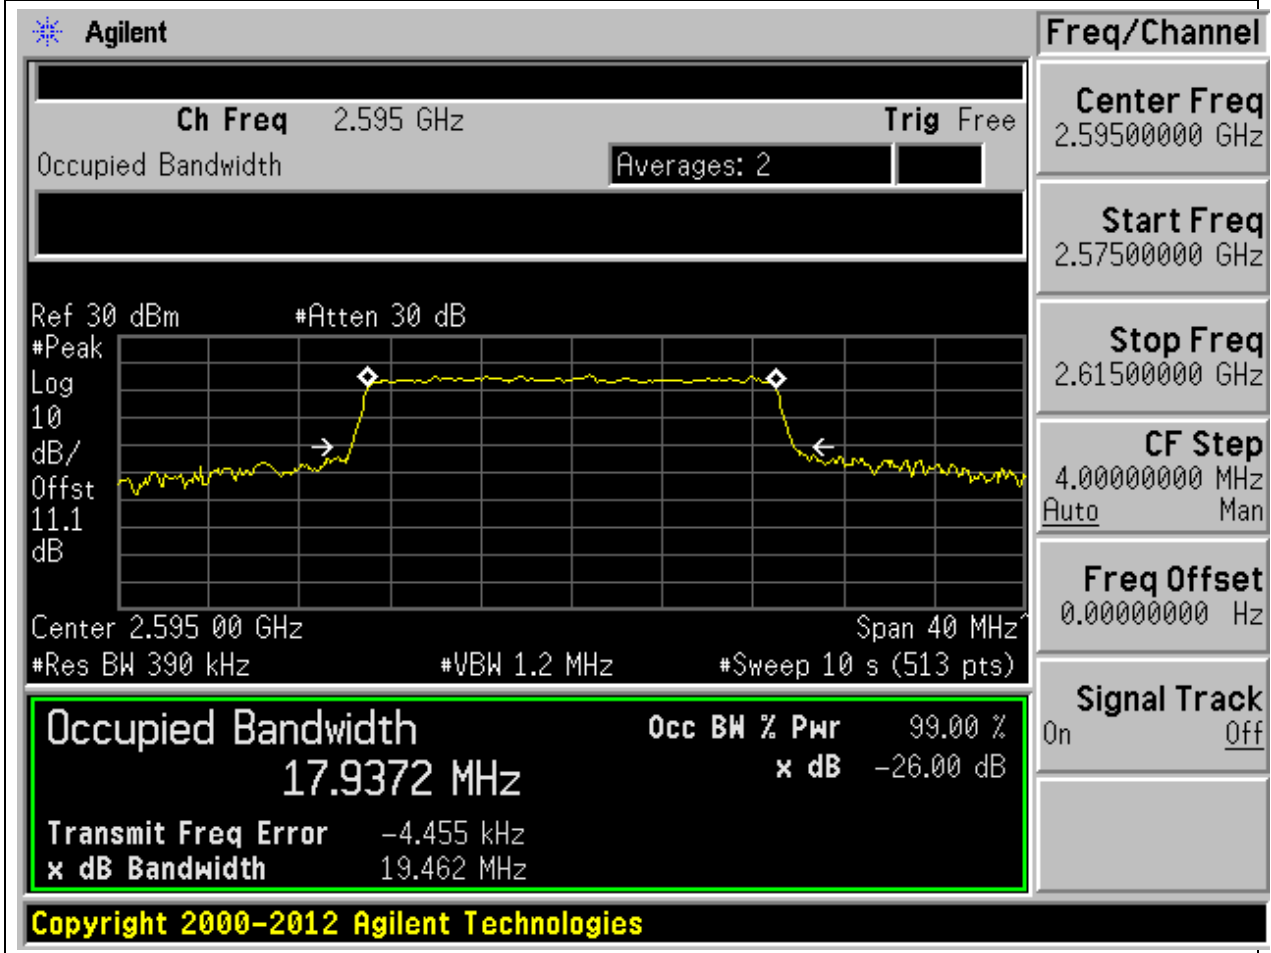 Agilent
Freq/Channel
Ch Freq 2.595 GHz Trig Free
Occupied Bandwidth Averages: 2
Center Freq
2.59500000 GHz
Start Freq
2.57500000 GHz
Stop Freq
2.61500000 GHz
CF Step
4.00000000 MHz
Auto Man
Freq Offset
0.00000000 Hz
Signal Track
On Off
Ref 30 dBm #Atten 30 dB
#Peak
Log
10
dB/
Offst
11.1
dB
Center 2.595 00 GHz Span 40 MHz^
#Res BW 390 kHz #VBW 1.2 MHz #Sweep 10 s (513 pts)
Occupied Bandwidth Occ BW % Pwr 99.00 %
17.9372 MHz x dB -26.00 dB
Transmit Freq Error -4.455 kHz
x dB Bandwidth 19.462 MHz
Copyright 2000-2012 Agilent Technologies